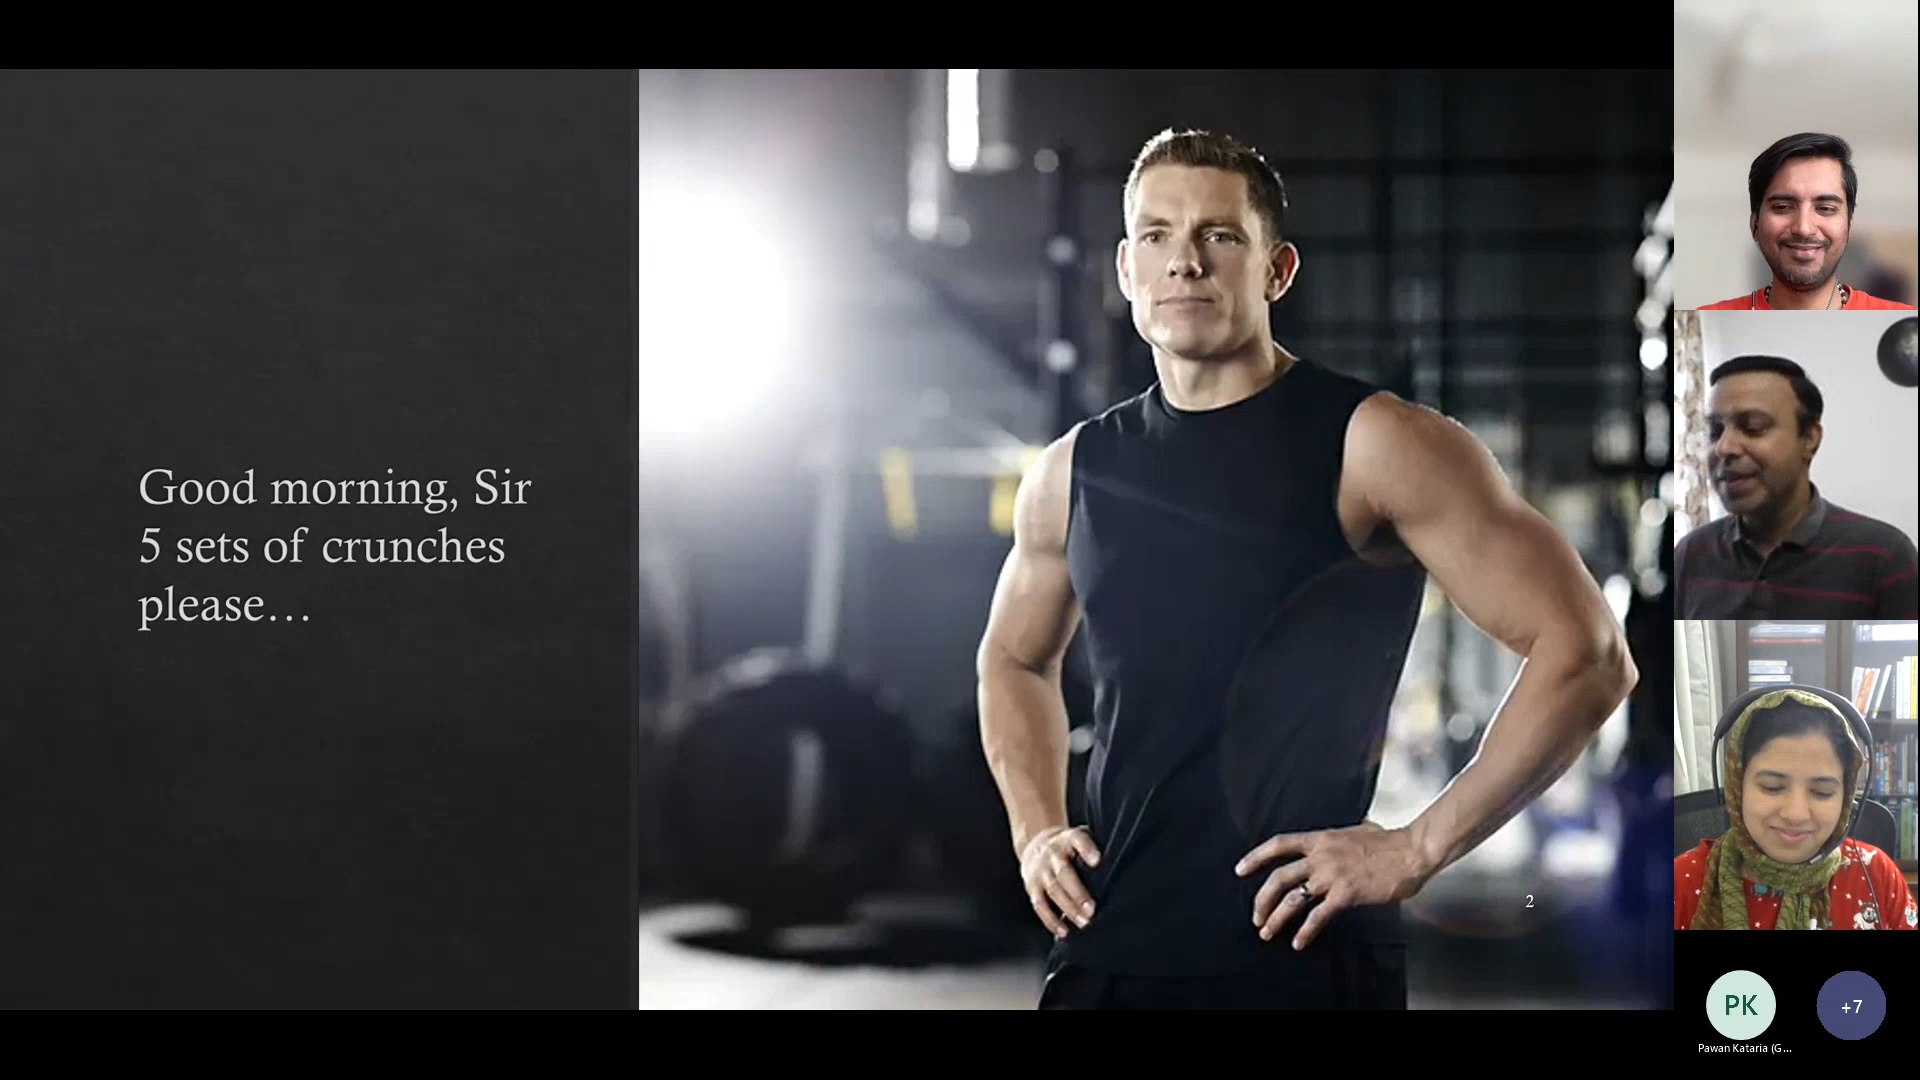 Good morning, Sir
5 sets of crunches
please…
2
PK
+7
Pawan Kataria (G...